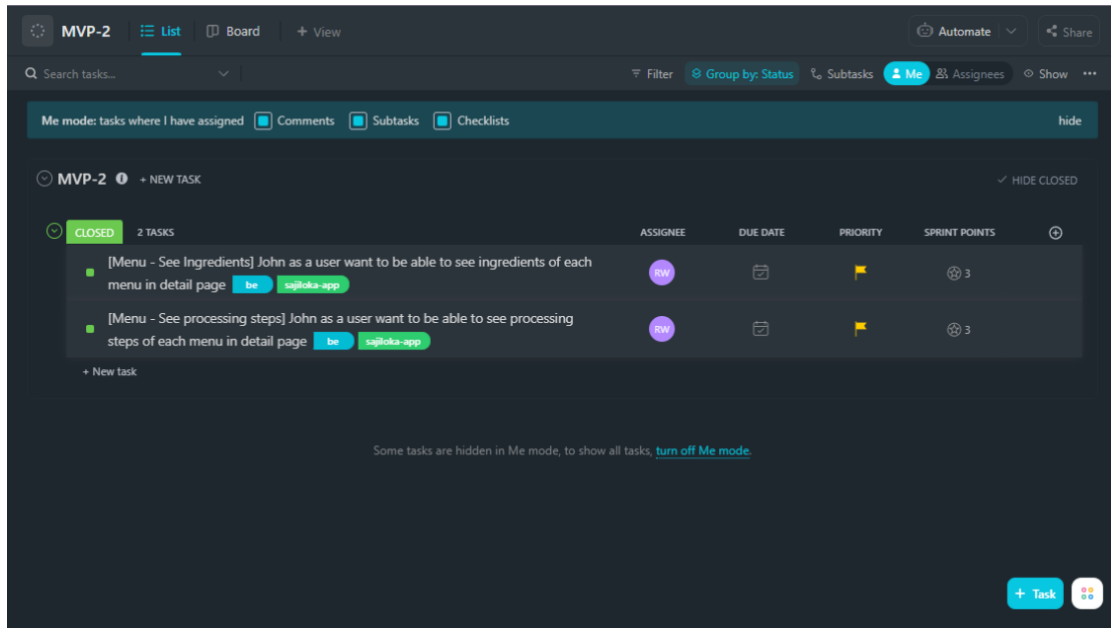 MVP-2 List Board + View Automate Share
Search tasks... Filter Group by: Status Subtasks Me Assignees Show
Me mode: tasks where I have assigned Comments Subtasks Checklists hide
MVP-2 + NEW TASK HIDE CLOSED
CLOSED 2 TASKS ASSIGNEE DUE DATE PRIORITY SPRINT POINTS
[Menu - See Ingredients] John as a user want to be able to see ingredients of each
menu in detail page be sajiloka-app
RW 3
[Menu - See processing steps] John as a user want to be able to see processing
steps of each menu in detail page be sajiloka-app
RW 3
+ New task
Some tasks are hidden in Me mode, to show all tasks, turn off Me mode.
+ Task